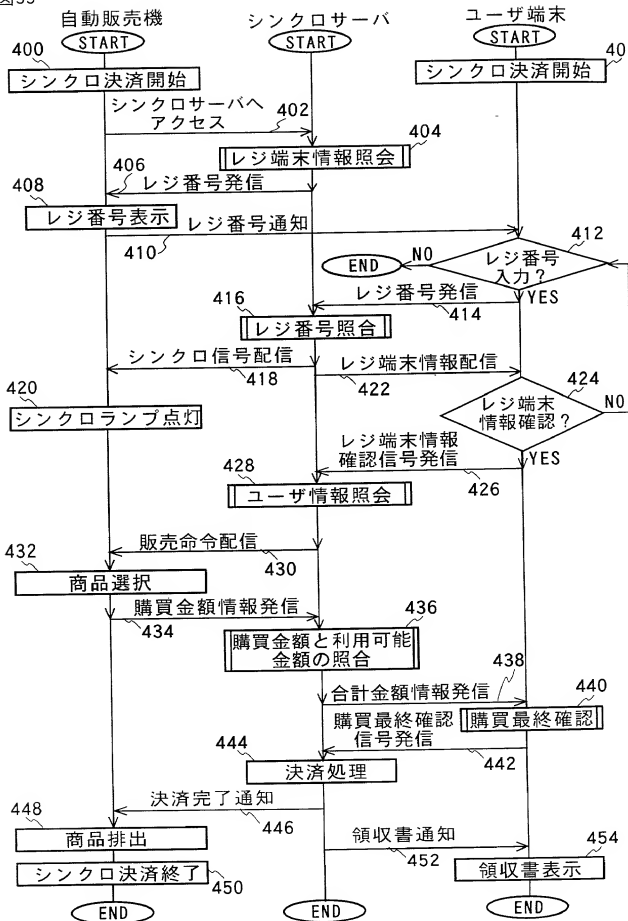 自動販売機
シンクロサーバ
ユーザ端末
START
START
START
400
シンクロ決済開始
40
シンクロ決済開始
シンクロサーバへ
アクセス
402
レジ端末情報照会
404
406
レジ番号発信
408
レジ番号表示
レジ番号通知
410
412
レジ番号
入力？
NO
END
YES
レジ番号発信
414
416
レジ番号照合
シンクロ信号配信
418
レジ端末情報配信
422
420
シンクロランプ点灯
424
レジ端末
情報確認？
NO
YES
レジ端末情報
確認信号発信
426
428
ユーザ情報照会
販売命令配信
430
432
商品選択
購買金額情報発信
434
436
購買金額と利用可能
金額の照合
438
合計金額情報発信
440
購買最終確認
購買最終確認
信号発信
442
444
決済処理
決済完了通知
446
448
商品排出
領収書通知
452
454
領収書表示
シンクロ決済終了
450
END
END
END